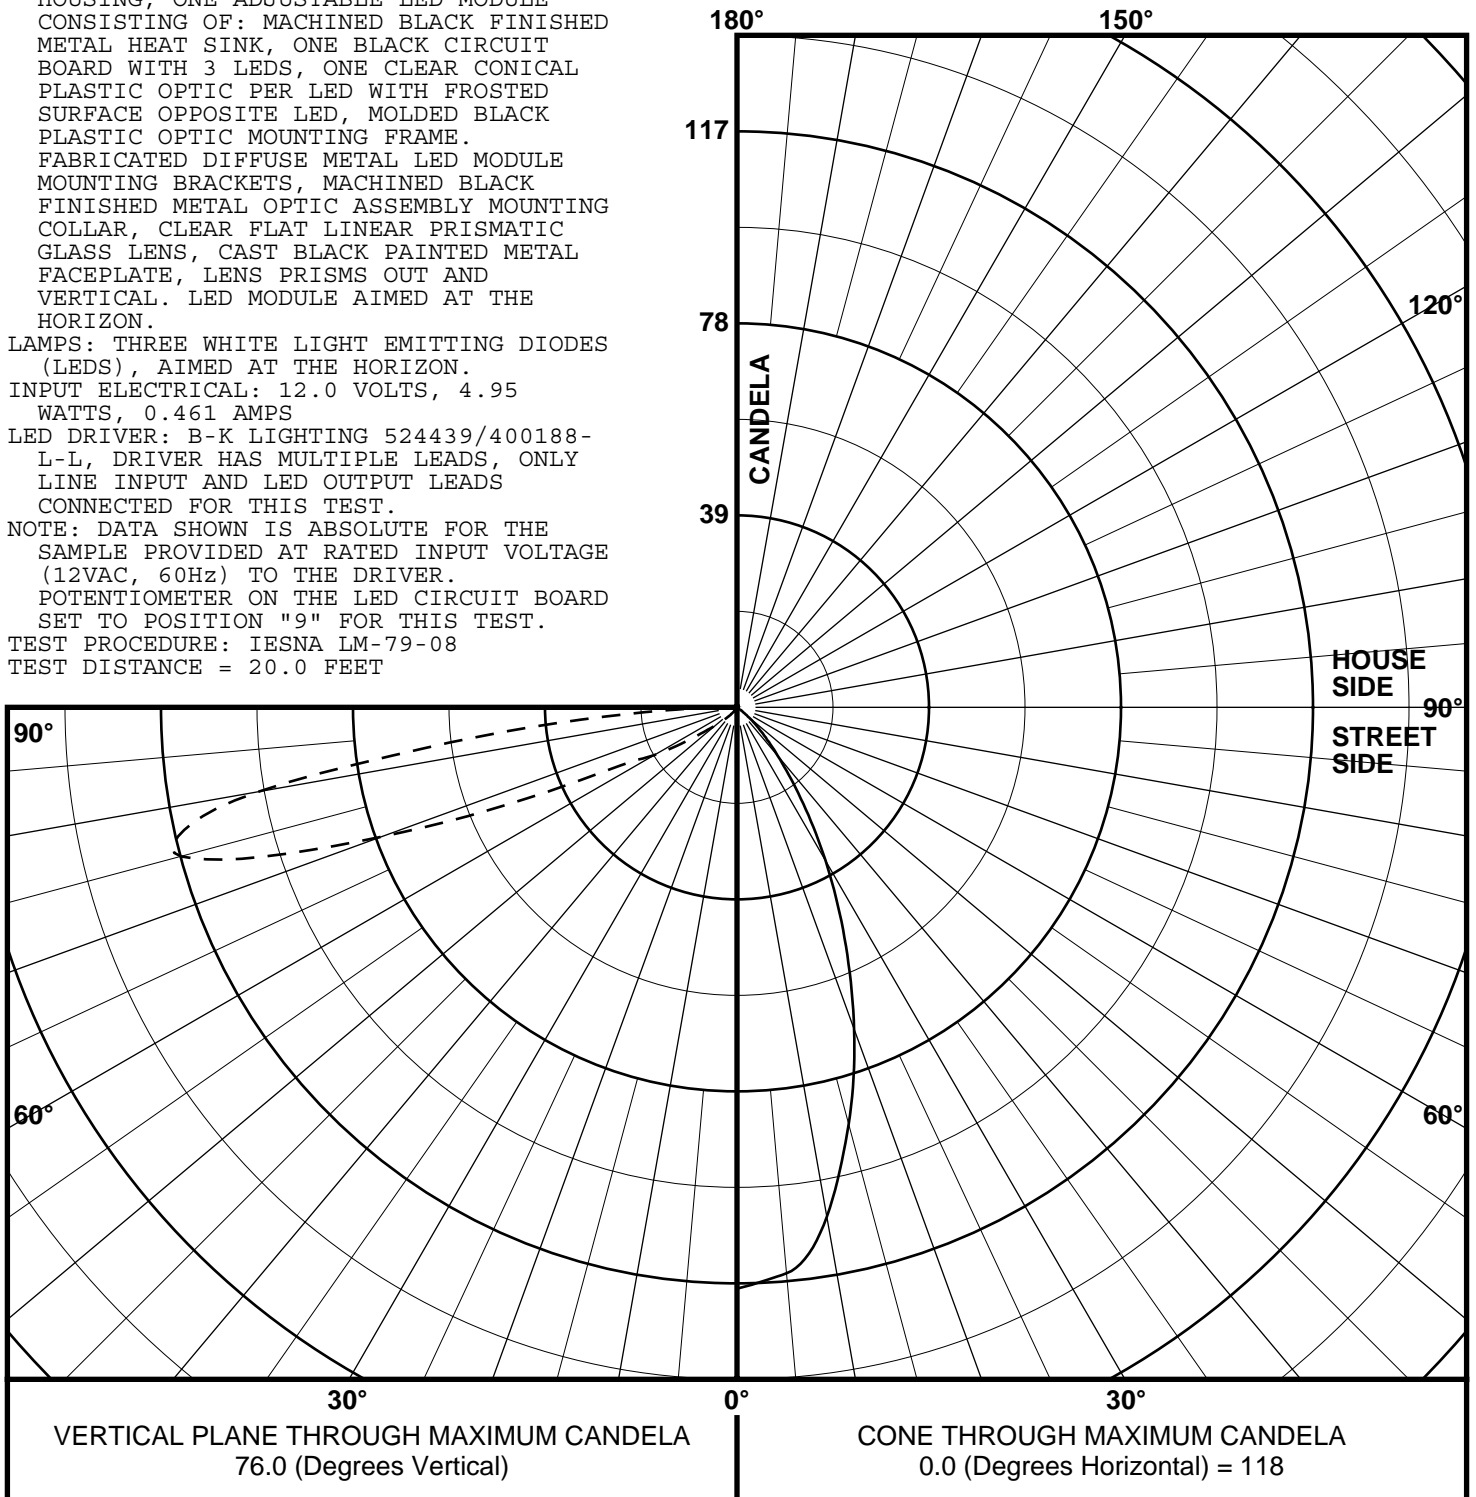 HOUSING, ONE ADJUSTABLE LED MODULE
CONSISTING OF: MACHINED BLACK FINISHED
METAL HEAT SINK, ONE BLACK CIRCUIT
BOARD WITH 3 LEDS, ONE CLEAR CONICAL
PLASTIC OPTIC PER LED WITH FROSTED
SURFACE OPPOSITE LED, MOLDED BLACK
PLASTIC OPTIC MOUNTING FRAME.
FABRICATED DIFFUSE METAL LED MODULE
MOUNTING BRACKETS, MACHINED BLACK
FINISHED METAL OPTIC ASSEMBLY MOUNTING
COLLAR, CLEAR FLAT LINEAR PRISMATIC
GLASS LENS, CAST BLACK PAINTED METAL
FACEPLATE, LENS PRISMS OUT AND
VERTICAL. LED MODULE AIMED AT THE
HORIZON.
LAMPS: THREE WHITE LIGHT EMITTING DIODES
(LEDS), AIMED AT THE HORIZON.
INPUT ELECTRICAL: 12.0 VOLTS, 4.95
WATTS, 0.461 AMPS
LED DRIVER: B-K LIGHTING 524439/400188-
L-L, DRIVER HAS MULTIPLE LEADS, ONLY
LINE INPUT AND LED OUTPUT LEADS
CONNECTED FOR THIS TEST.
NOTE: DATA SHOWN IS ABSOLUTE FOR THE
SAMPLE PROVIDED AT RATED INPUT VOLTAGE
(12VAC, 60Hz) TO THE DRIVER.
POTENTIOMETER ON THE LED CIRCUIT BOARD
SET TO POSITION "9" FOR THIS TEST.
TEST PROCEDURE: IESNA LM-79-08
TEST DISTANCE = 20.0 FEET
180°
150°
117
120°
78
CANDELA
39
HOUSE
SIDE
90°
90°
STREET
SIDE
60°
60°
30°
0°
30°
VERTICAL PLANE THROUGH MAXIMUM CANDELA
76.0 (Degrees Vertical)
CONE THROUGH MAXIMUM CANDELA
0.0 (Degrees Horizontal) = 118